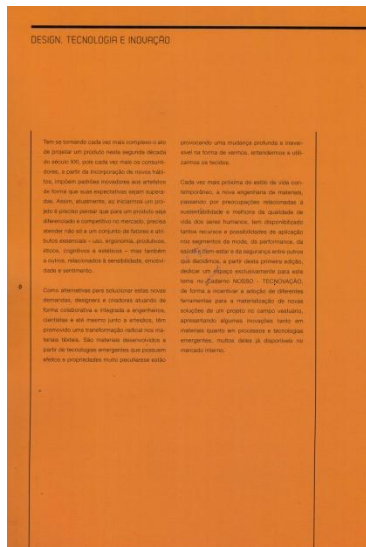 DESIGN, TECNOLOGIA E INOVAÇÃO
Tem se tornando cada vez mais complexo o ato
de projetar um produto nesta segunda década
do século XXI, pois cada vez mais os consumi-
dores, a partir da incorporação de novos hábi-
tos, impõem padrões inovadores aos artefatos
de forma que suas expectativas sejam supera-
das. Assim, atualmente, ao iniciarmos um pro-
jeto é preciso pensar que para um produto seja
diferenciado e competitivo no mercado, precisa
atender não só a um conjunto de fatores e atri-
butos essenciais – uso, ergonomia, produtivos,
éticos, cognitivos e estéticos – mas também
a outros, relacionados à sensibilidade, emotivi-
dade e sentimento.
Como alternativas para solucionar estas novas
demandas, designers e criadores atuando de
forma colaborativa e integrada a engenheiros,
cientistas e até mesmo junto a artesãos, têm
promovido uma transformação radical nos ma-
teriais têxteis. São materiais desenvolvidos a
partir de tecnologias emergentes que possuem
efeitos e propriedades muito peculiares estão
provocando uma mudança profunda e irrever-
sível na forma de vermos, entendermos e utili-
zarmos os tecidos.
Cada vez mais próxima do estilo de vida con-
temporâneo, a nova engenharia de materiais,
passando por preocupações relacionadas à
sustentabilidade e melhoria da qualidade de
vida dos seres humanos, tem disponibilizado
tantos recursos e possibilidades de aplicação
nos segmentos da moda, da performance, da
saúde, bem-estar e da segurança entre outros
que decidimos, a partir desta primeira edição,
dedicar um espaço exclusivamente para este
tema no caderno NOSSO - TECNOVAÇÃO,
de forma a incentivar a adoção de diferentes
ferramentas para a materialização de novas
soluções de um projeto no campo vestuário,
apresentando algumas inovações tanto em
materiais quanto em processos e tecnologias
emergentes, muitos deles já disponíveis no
mercado interno.
6